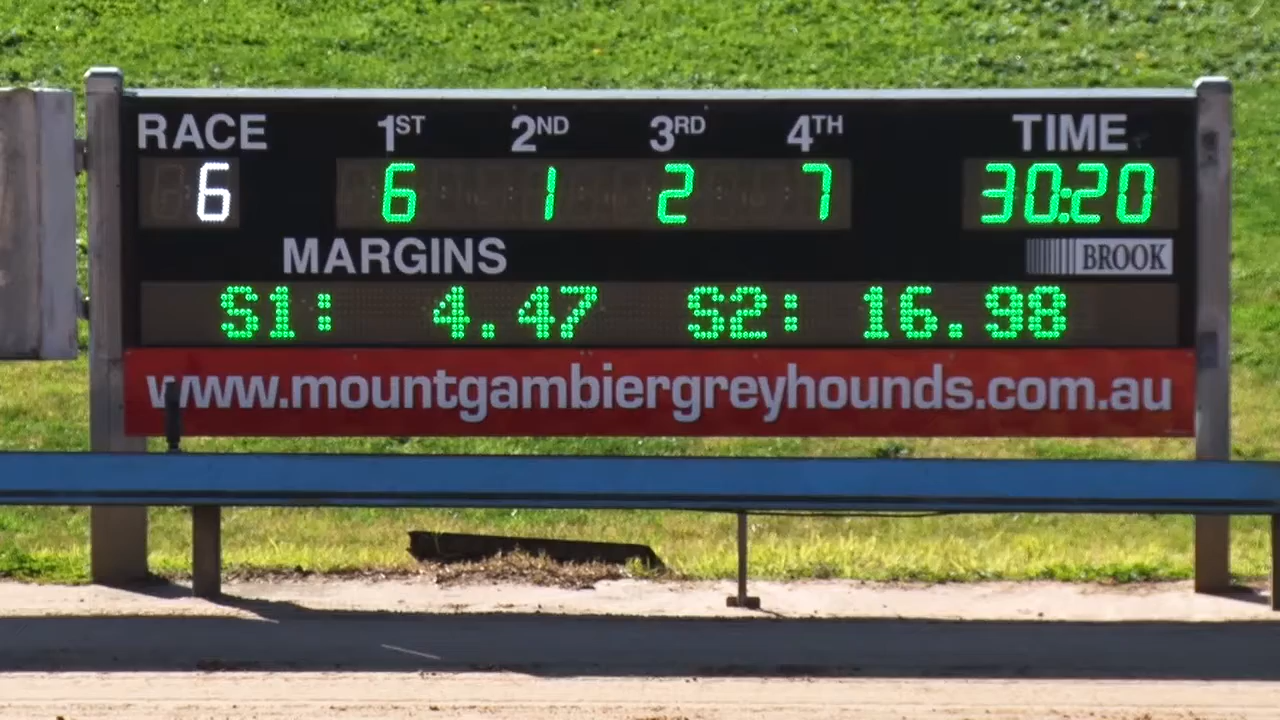 RACE 1ST 2ND 3RD 4TH TIME
6 6 1 2 7 30:20
MARGINS BROOK
S1: 4.47 S2: 16.98
www.mountgambiergreyhounds.com.au